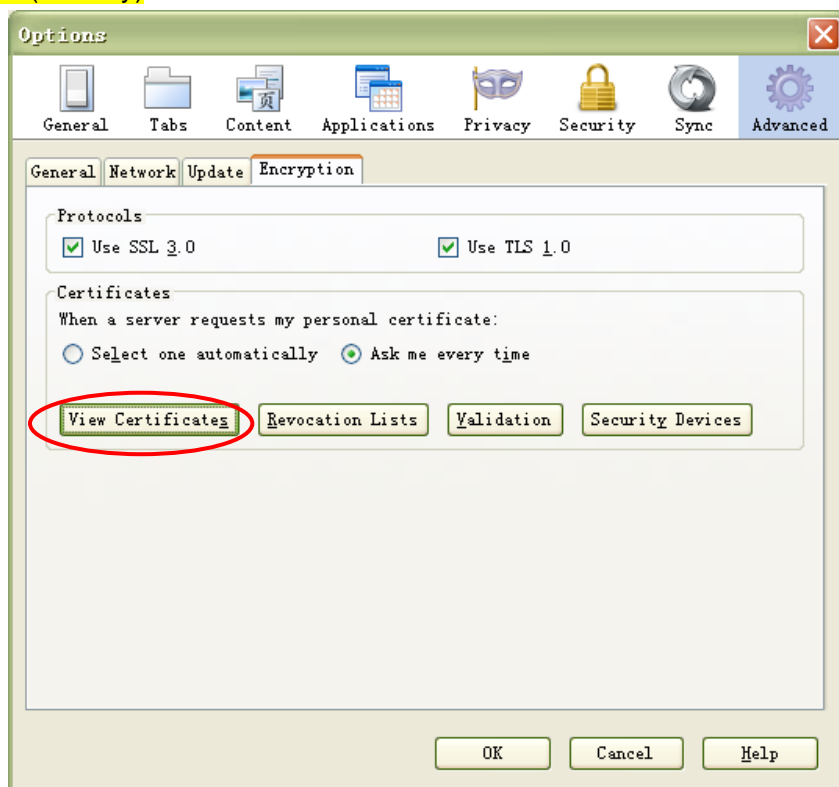 Options
General Tabs Content Applications Privacy Security Sync Advanced
General Network Update Encryption
Protocols
Use SSL 3.0 Use TLS 1.0
Certificates
When a server requests my personal certificate:
Select one automatically Ask me every time
View Certificates Revocation Lists Validation Security Devices
OK Cancel Help